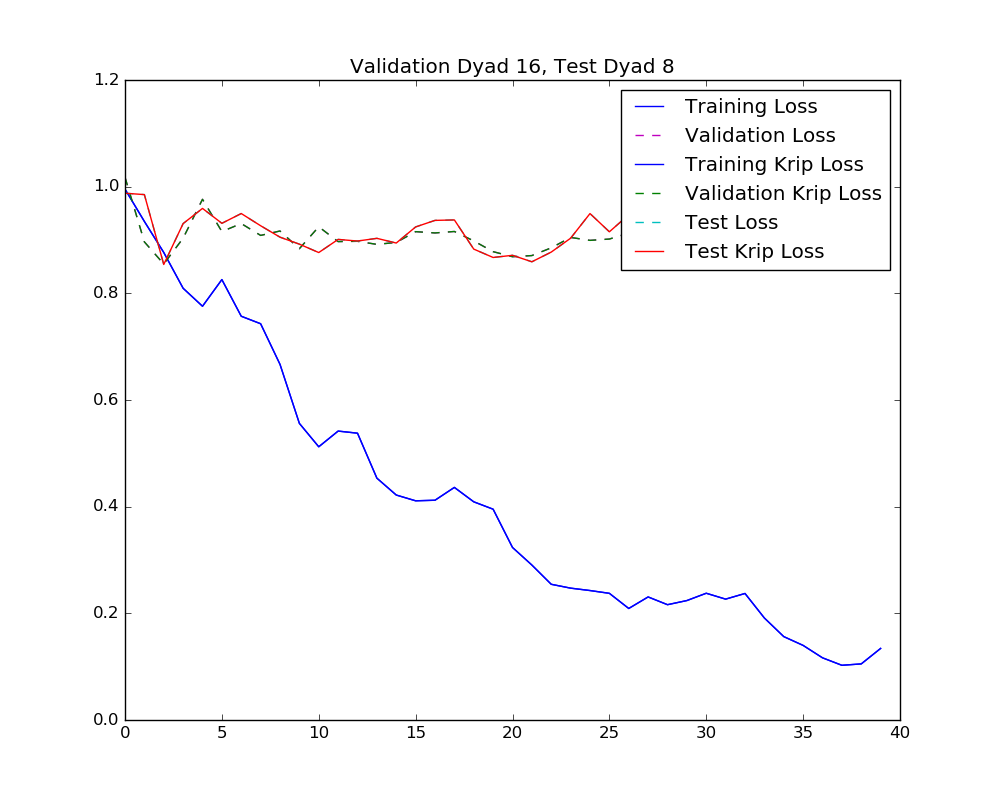 Validation Dyad 16, Test Dyad 8
1.2
1.0
0.8
0.6
0.4
0.2
0.0
Training Loss
Validation Loss
Training Krip Loss
Validation Krip Loss
Test Loss
Test Krip Loss
0 5 10 15 20 25 30 35 40